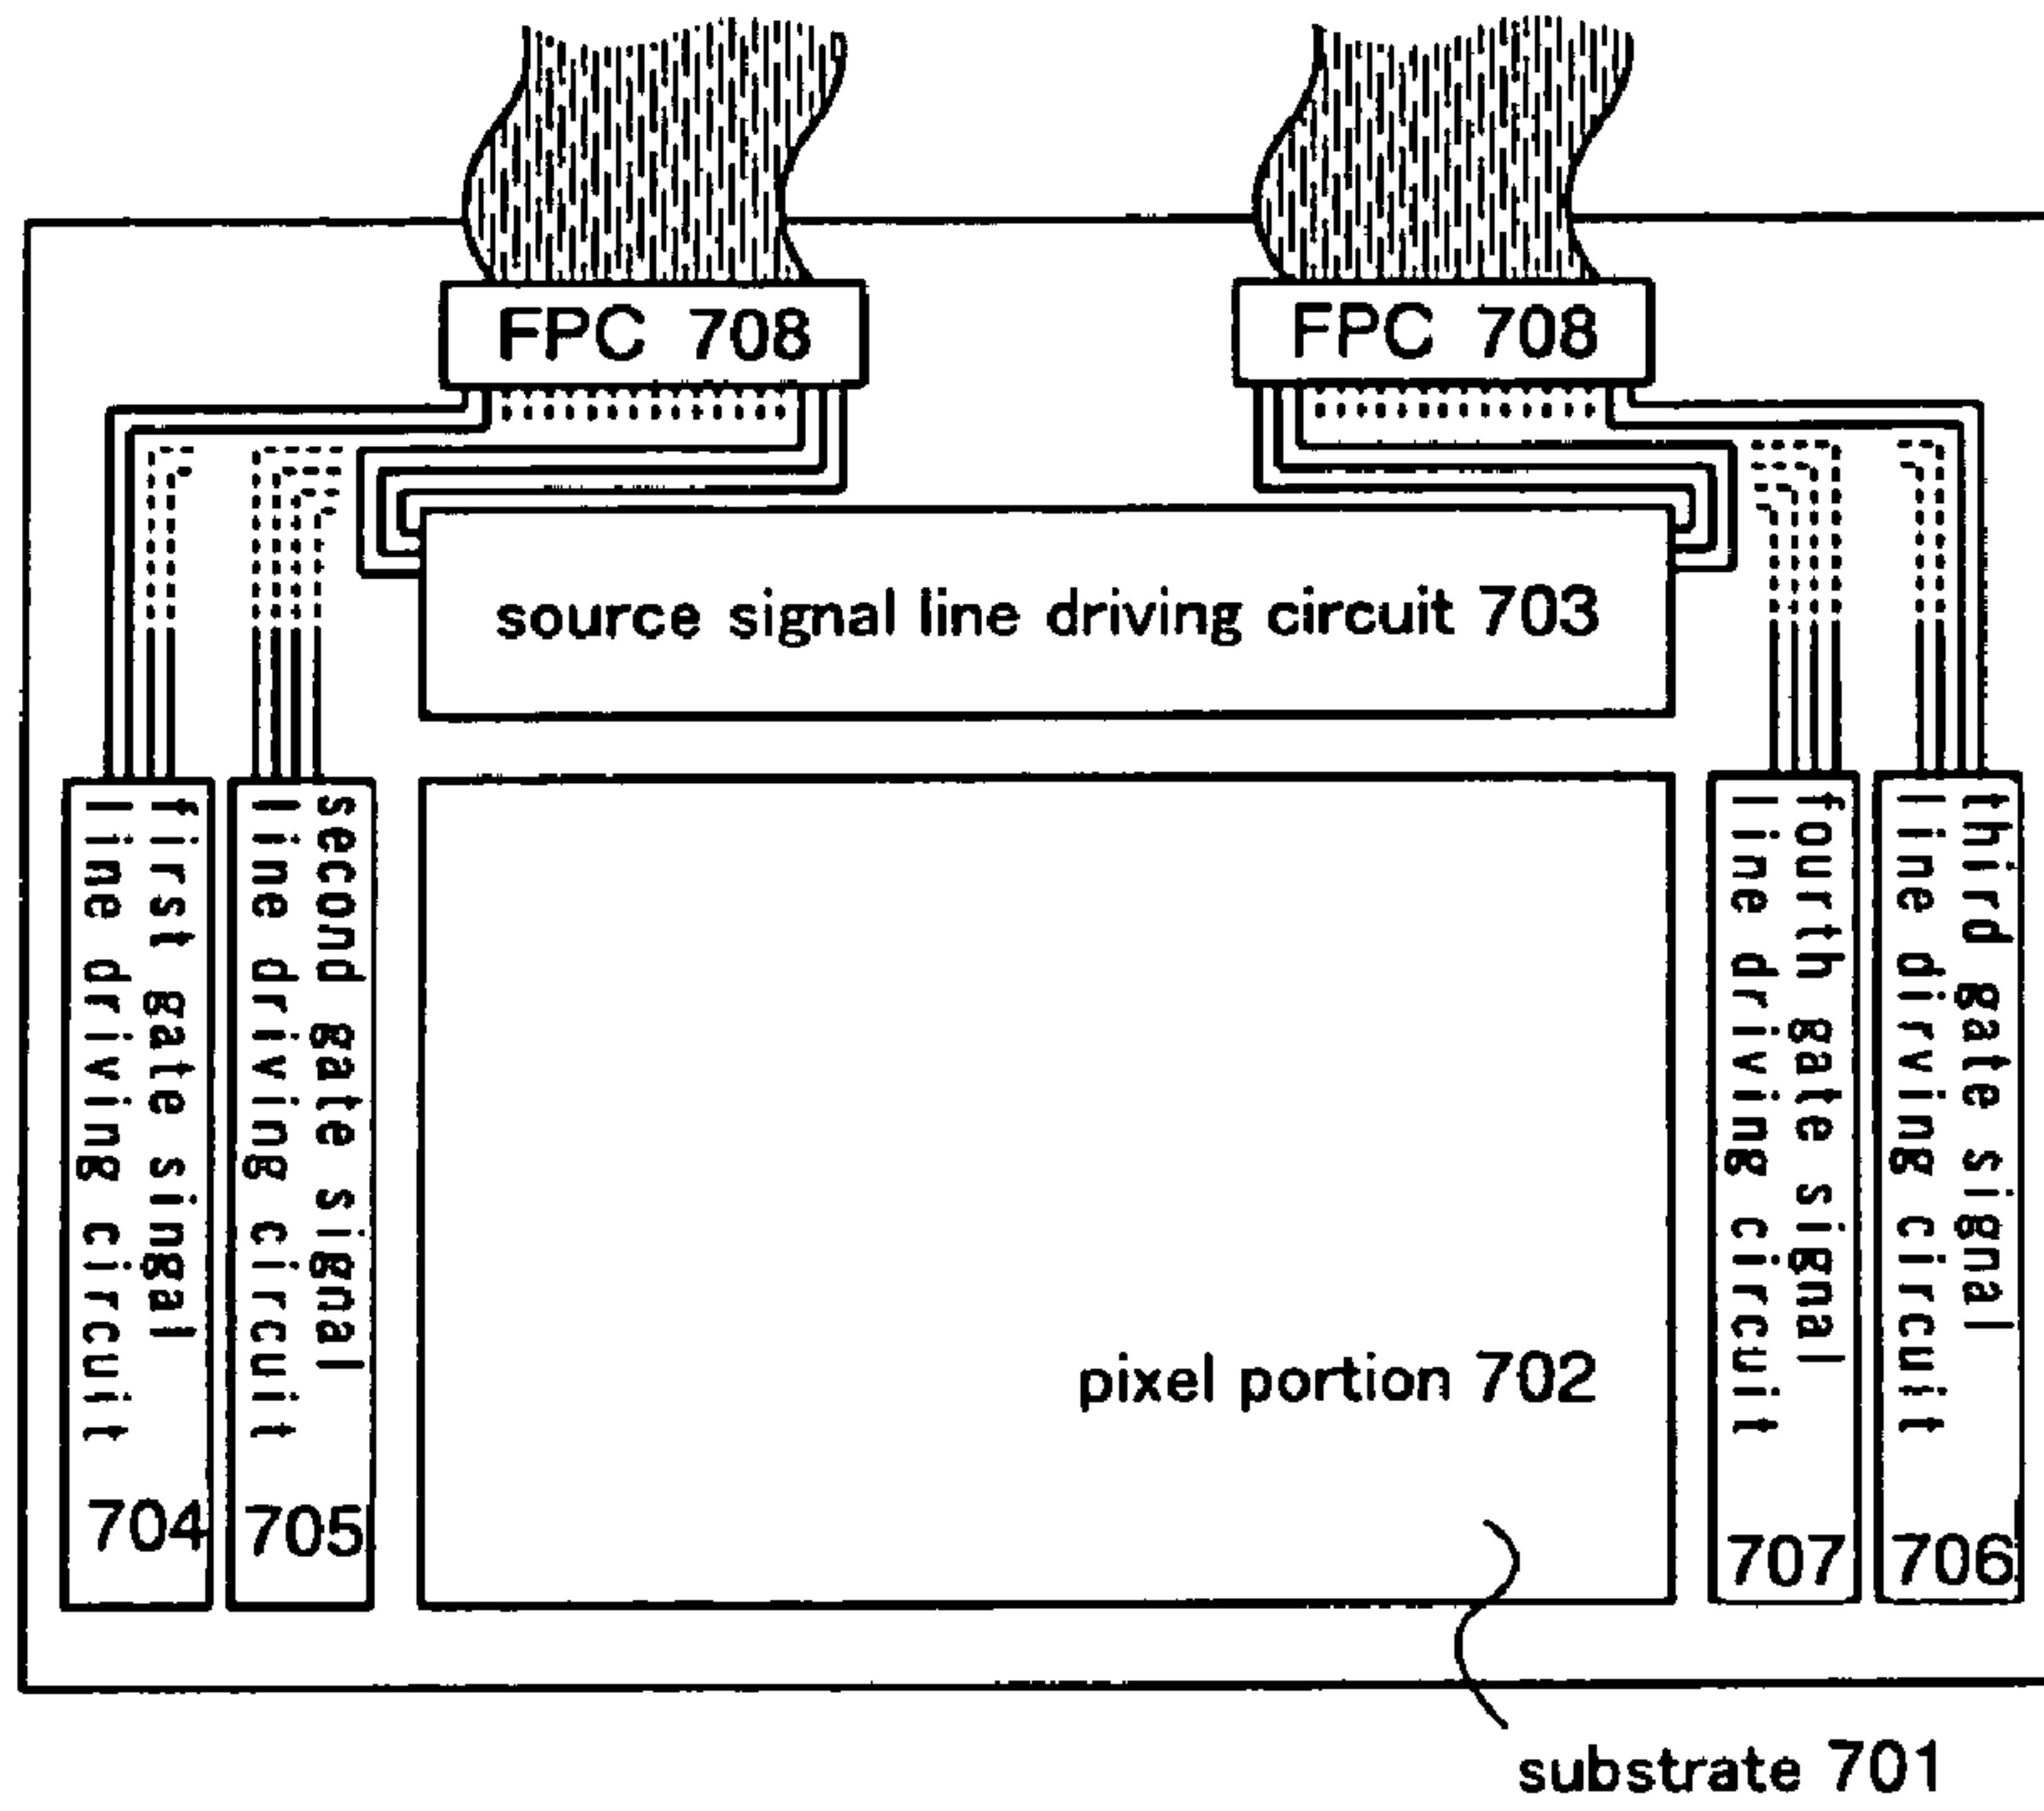 FPC 708
FPC 708
source signal line driving circuit 703
first gate singal
line driving circuit
704
second gate signal
line driving circuit
705
pixel portion 702
fourth gate signal
line driving circuit
707
third gate signal
line dirving circuit
706
substrate 701